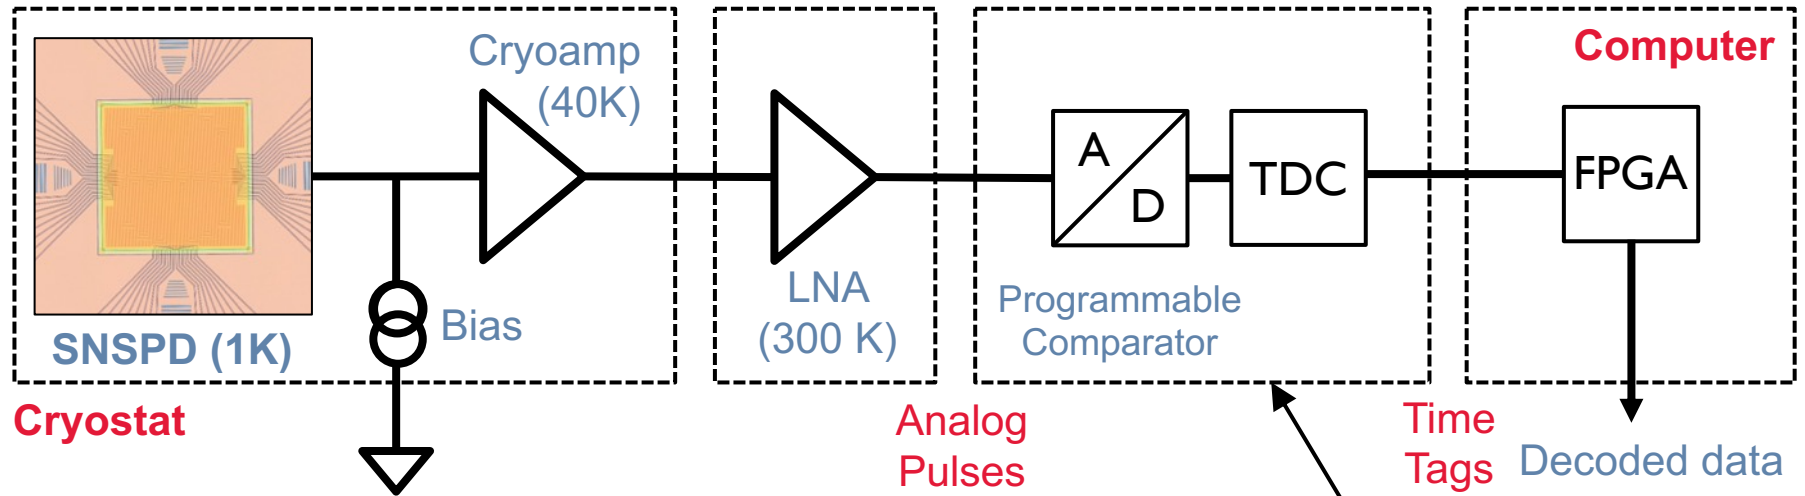 Cryoamp
(40K)
SNSPD (1K)
Bias
Cryostat
LNA
(300 K)
Analog
Pulses
A
D
TDC
Programmable
Comparator
Time
Tags
Computer
FPGA
Decoded data